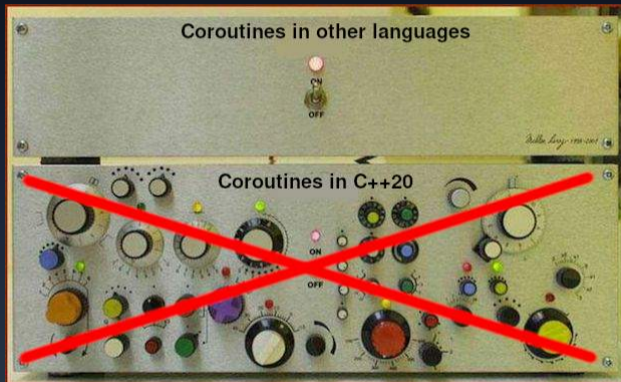 Coroutines in other languages
ON
OFF
Coroutines in C++20
ON
OFF